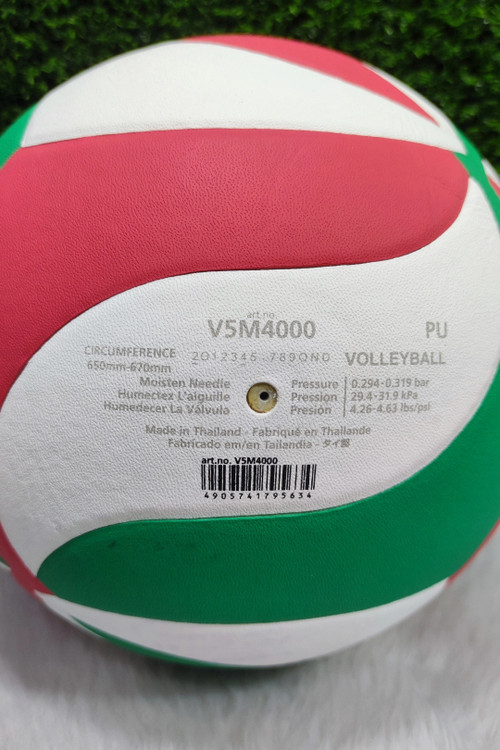 art.no.
V5M4000 PU
CIRCUMFERENCE 2012345 789OND VOLLEYBALL
650mm-670mm
Moisten Needle Pressure 0.294-0.319 bar
Humectez L'aiguille Pression 29.4-31.9 kPa
Humedecer La Válvula Presión 4.26-4.63 lbs/psi
Made in Thailand - Fabriqué en Thaïlande
Fabricado em/en Tailandia - タイ製
art.no. V5M4000
4905741795634